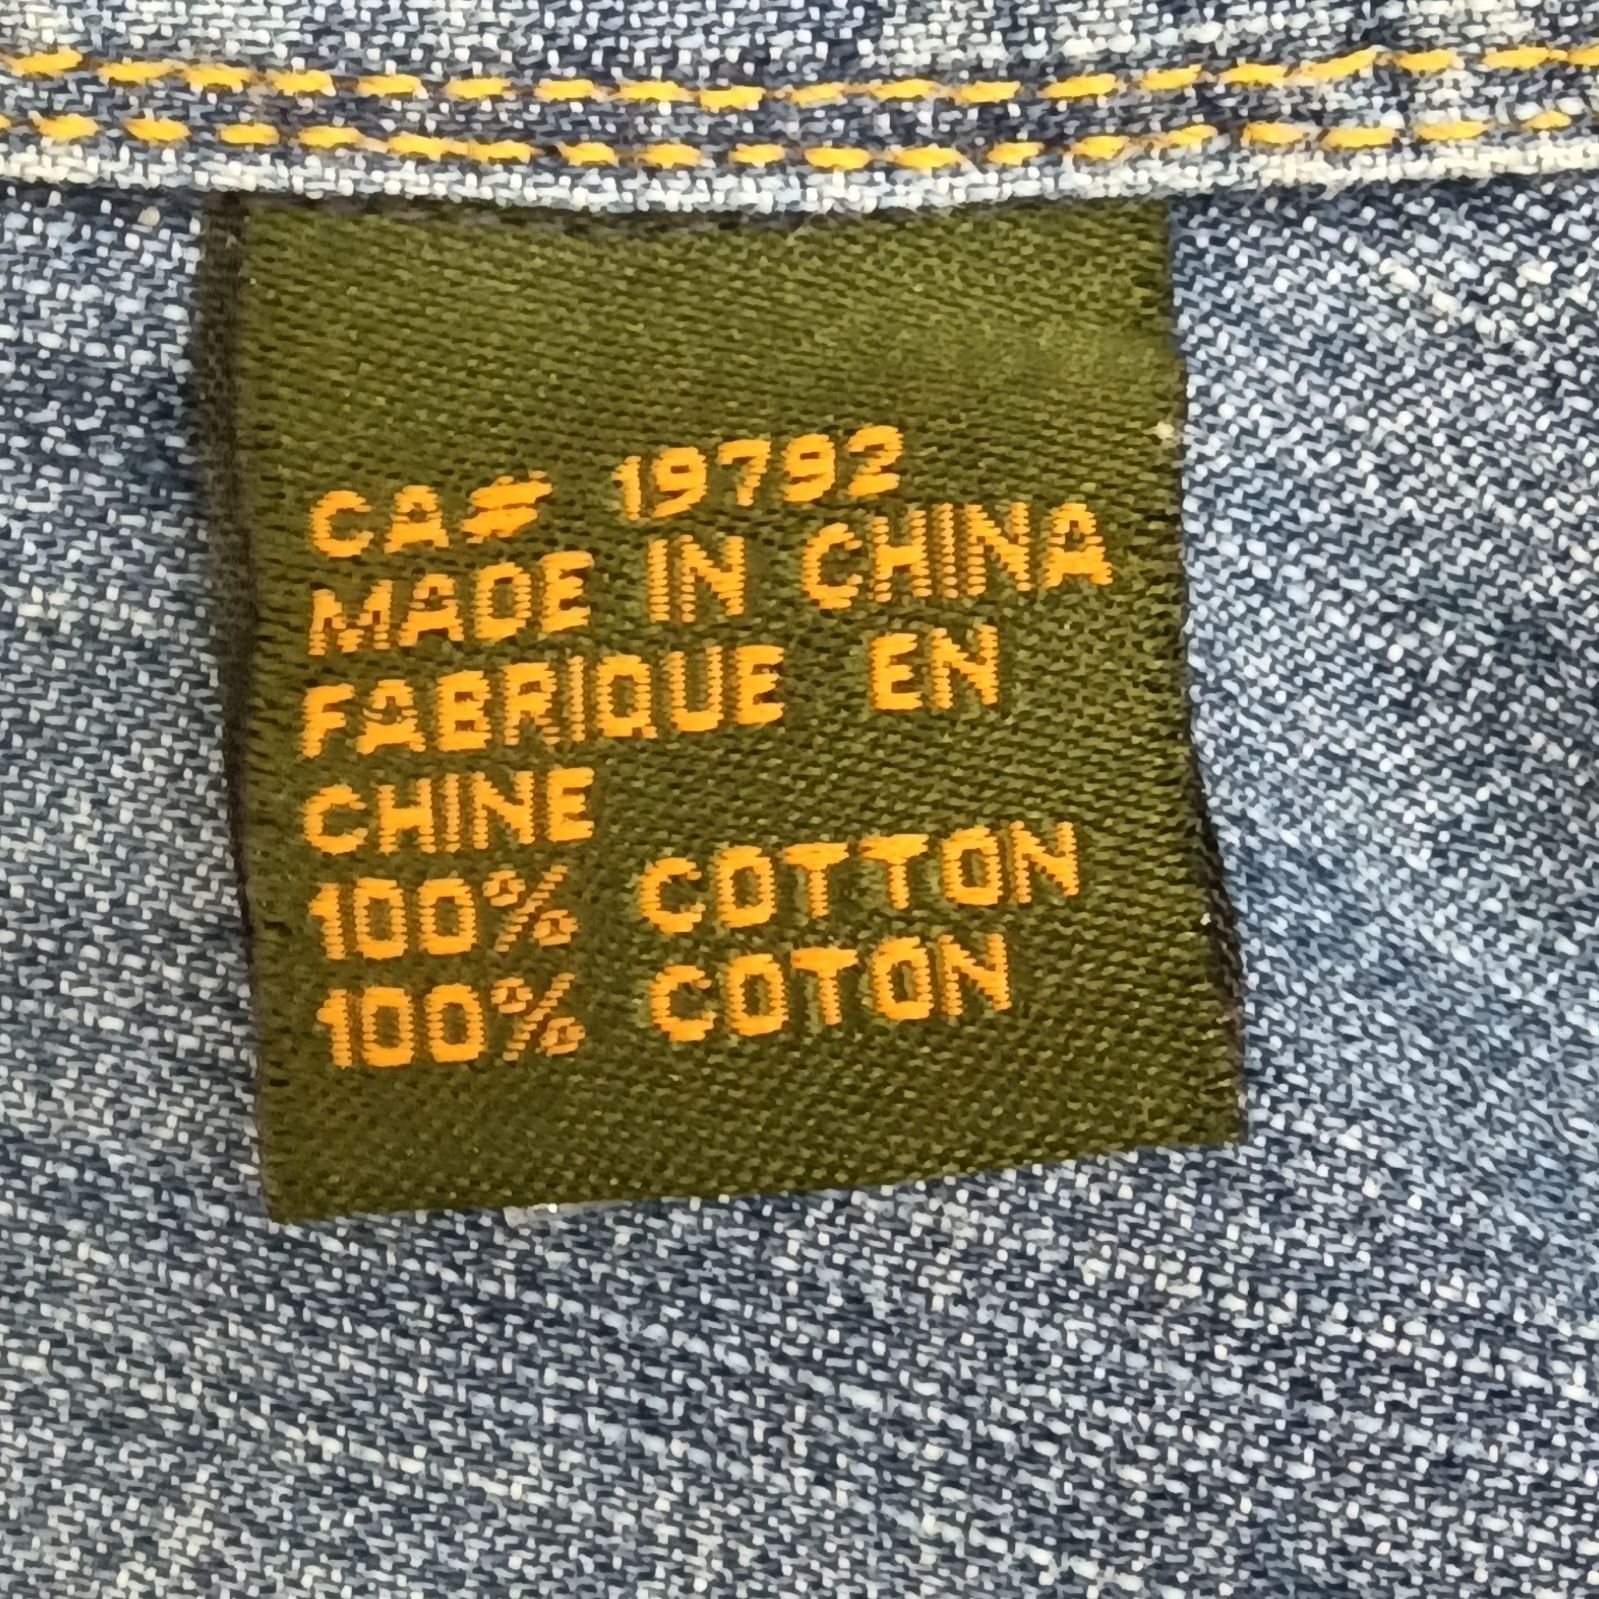 CA# 19792
MADE IN CHINA
FABRIQUE EN
CHINE
100% COTTON
100% COTON